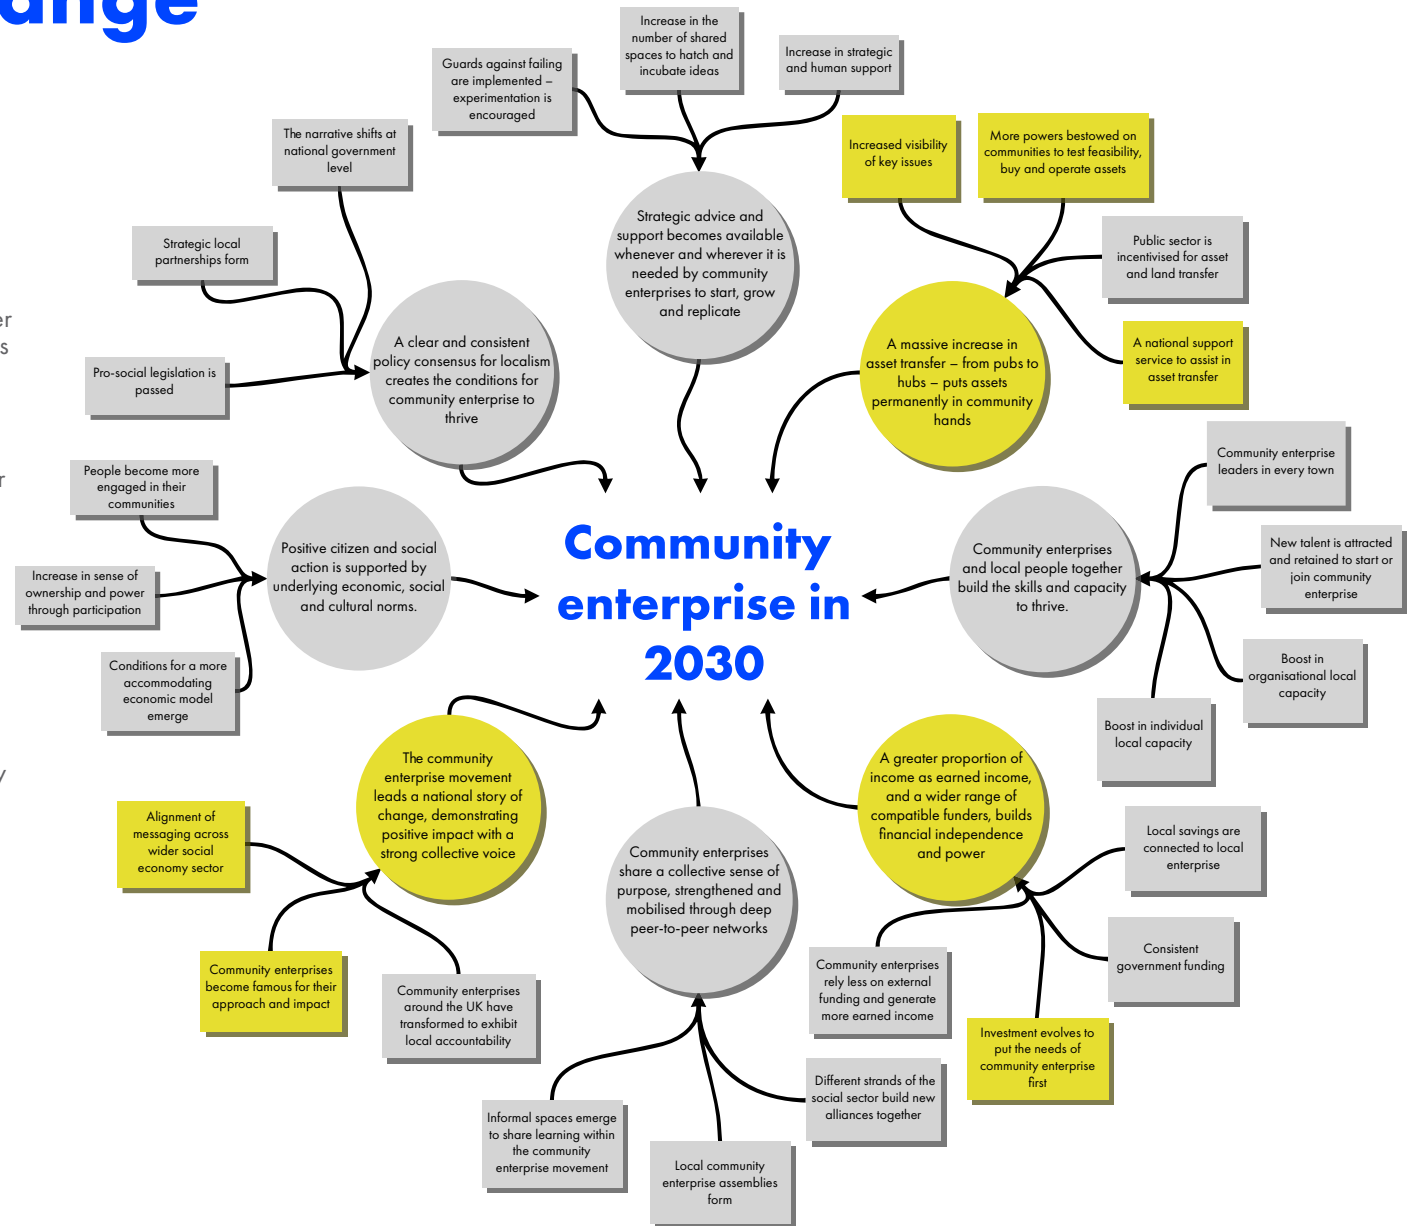 ange
Increase in the
number of shared
spaces to hatch and
incubate ideas
Guards against failing
are implemented –
experimentation is
encouraged
Increase in strategic
and human support
The narrative shifts at
national government
level
Increased visibility
of key issues
More powers bestowed on
communities to test feasibility,
buy and operate assets
Strategic local
partnerships form
Strategic advice and
support becomes available
whenever and wherever it is
needed by community
enterprises to start, grow
and replicate
Public sector is
incentivised for asset
and land transfer
er
s
A clear and consistent
policy consensus for localism
creates the conditions for
community enterprise to
thrive
A massive increase in
asset transfer – from pubs to
hubs – puts assets
permanently in community
hands
A national support
service to assist in
asset transfer
Pro-social legislation is
passed
r
People become more
engaged in their
communities
Community enterprise
leaders in every town
Positive citizen and social
action is supported by
underlying economic, social
and cultural norms.
Community
enterprise in
2030
Community enterprises
and local people together
build the skills and capacity
to thrive.
New talent is attracted
and retained to start or
join community
enterprise
Increase in sense of
ownership and power
through participation
Conditions for a more
accommodating
economic model
emerge
Boost in
organisational local
capacity
Boost in individual
local capacity
y
The community
enterprise movement
leads a national story of
change, demonstrating
positive impact with a
strong collective voice
A greater proportion of
income as earned income,
and a wider range of
compatible funders, builds
financial independence
and power
Alignment of
messaging across
wider social
economy sector
Community enterprises
share a collective sense of
purpose, strengthened and
mobilised through deep
peer-to-peer networks
Local savings are
connected to local
enterprise
Community enterprises
become famous for their
approach and impact
Community enterprises
around the UK have
transformed to exhibit
local accountability
Community enterprises
rely less on external
funding and generate
more earned income
Consistent
government funding
Investment evolves to
put the needs of
community enterprise
first
Different strands of the
social sector build new
alliances together
Informal spaces emerge
to share learning within
the community
enterprise movement
Local community
enterprise assemblies
form